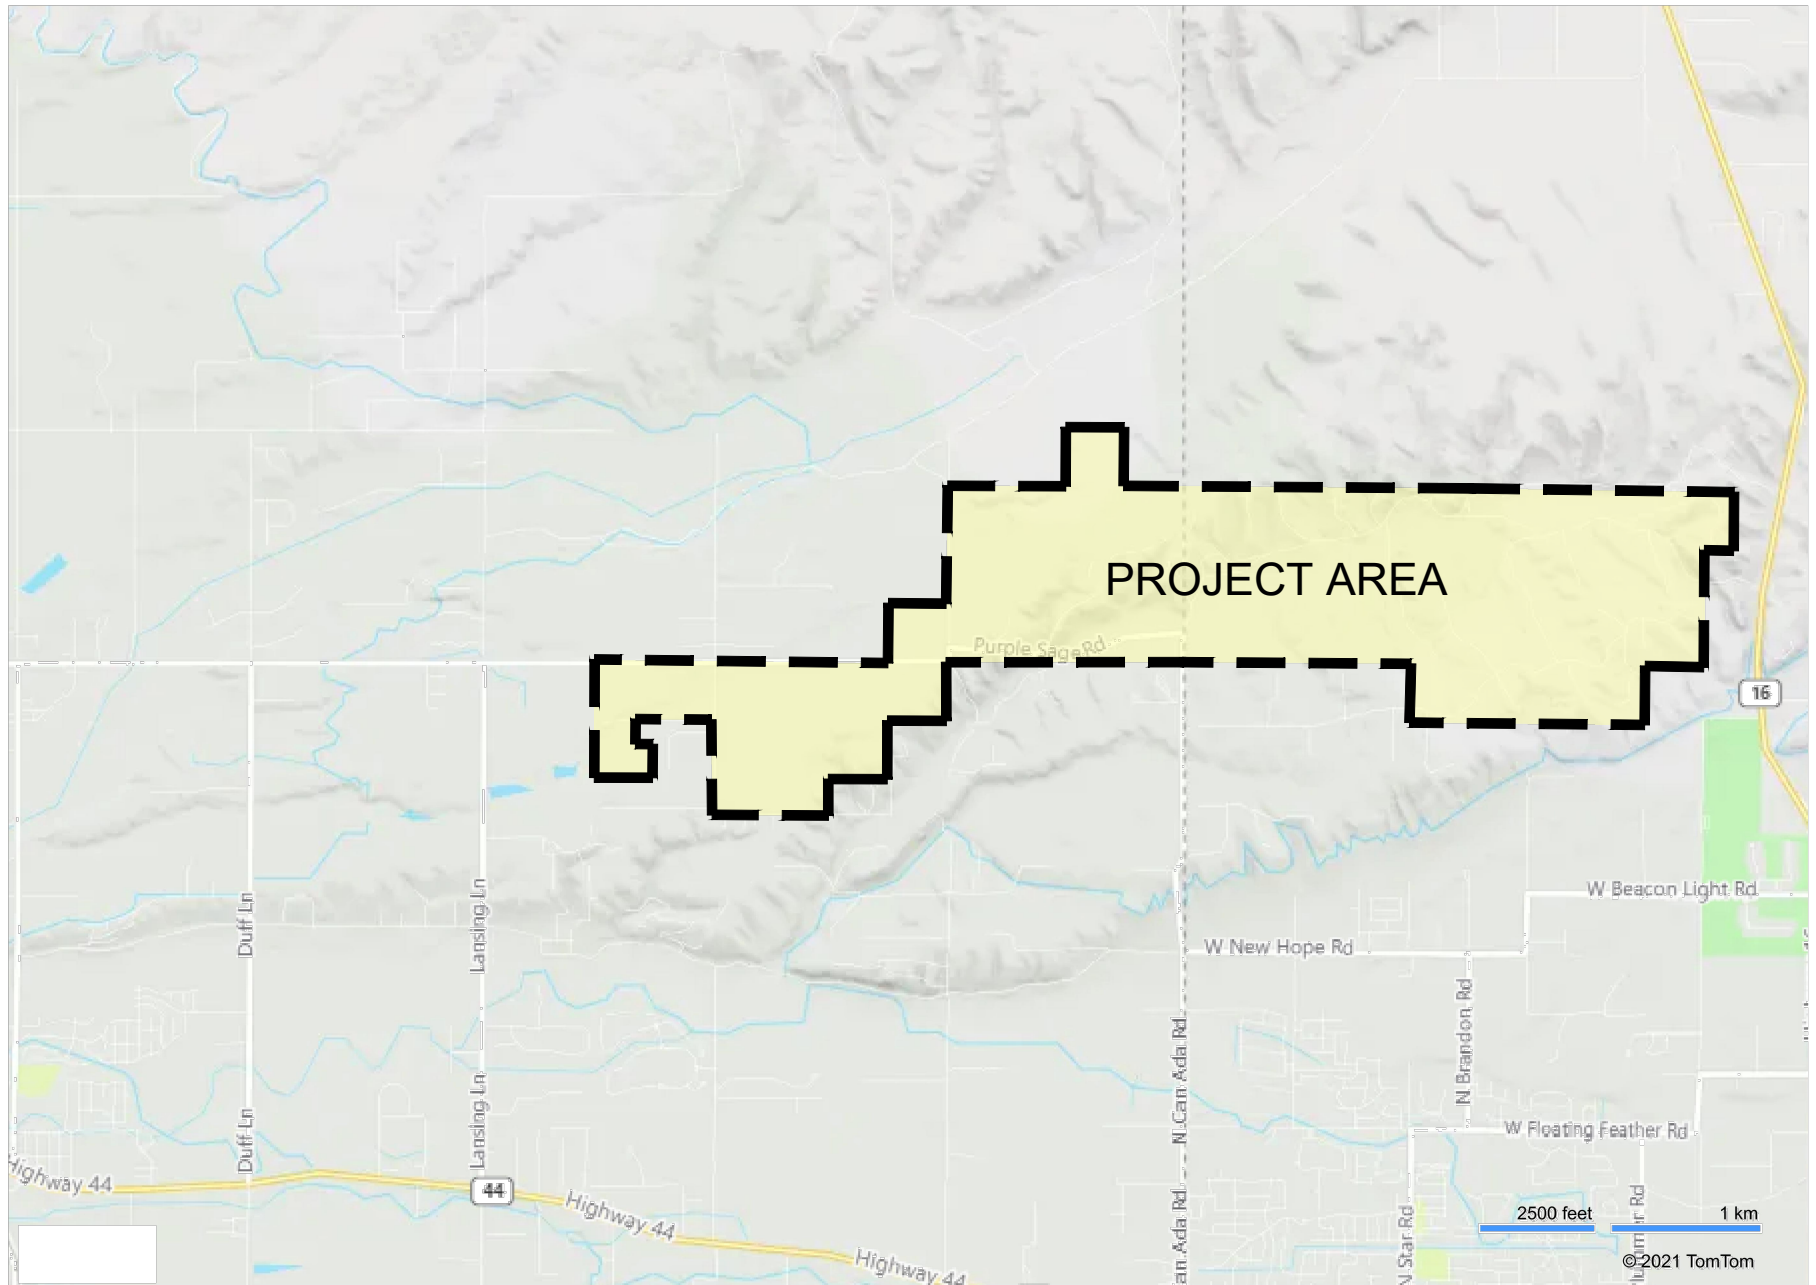 PROJECT AREA
Purple Sage Rd
16
W Beacon Light Rd
W New Hope Rd
Duff Ln
Lansing Ln
N Brandon Rd
N Can Ada Rd
Duff Ln
Lansing Ln
W Floating Feather Rd
Highway 44
44
Highway 44
Highway 44
an Ada Rd
N Star Rd
2500 feet
1 km
© 2021 TomTom